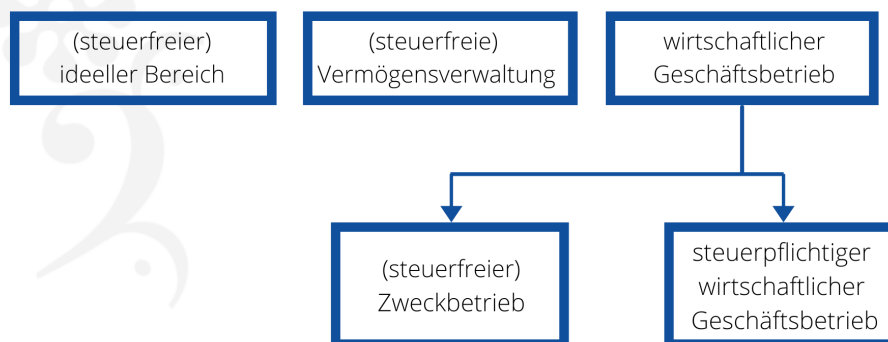 (steuerfreier)
ideeller Bereich
(steuerfreie)
Vermögensverwaltung
wirtschaftlicher
Geschäftsbetrieb
(steuerfreier)
Zweckbetrieb
steuerpflichtiger
wirtschaftlicher
Geschäftsbetrieb